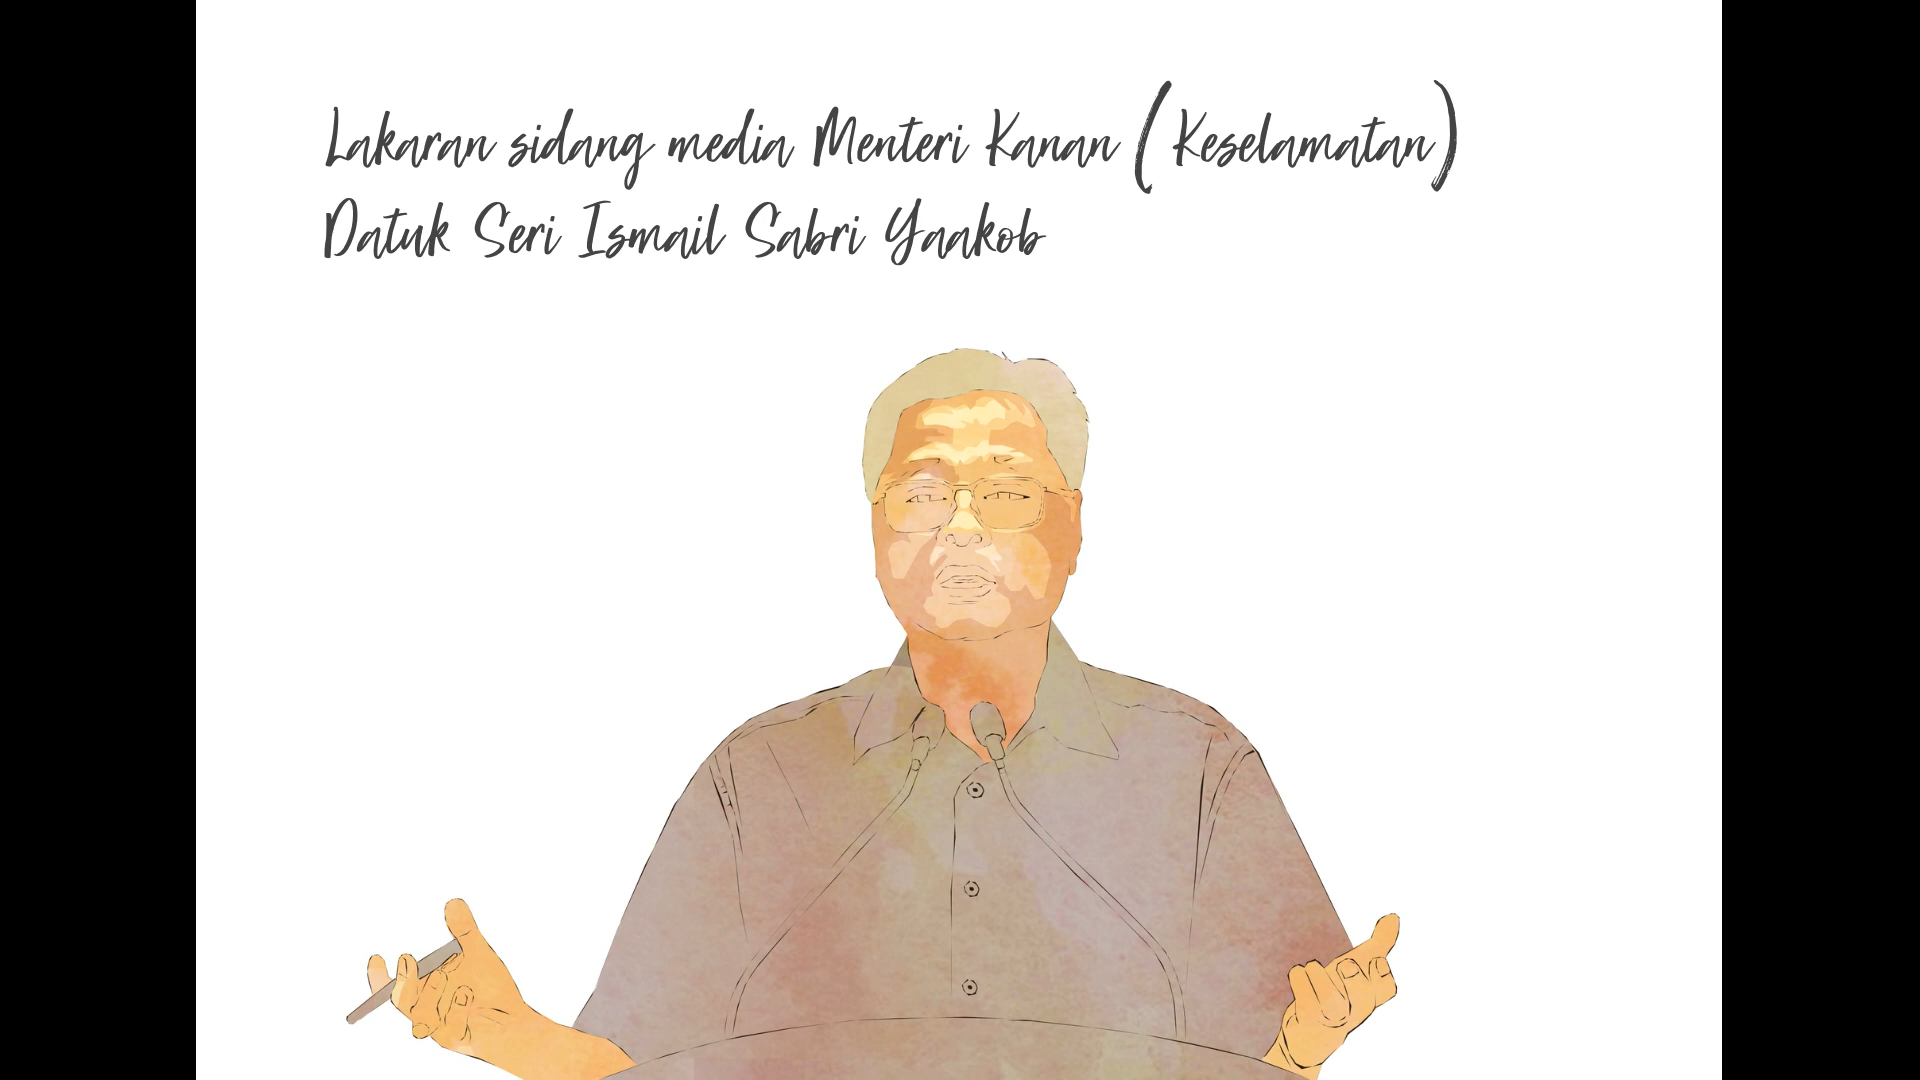 Lakaran sidang media Menteri Kanan (Keselamatan)
Datuk Seri Ismail Sabri Yaakob